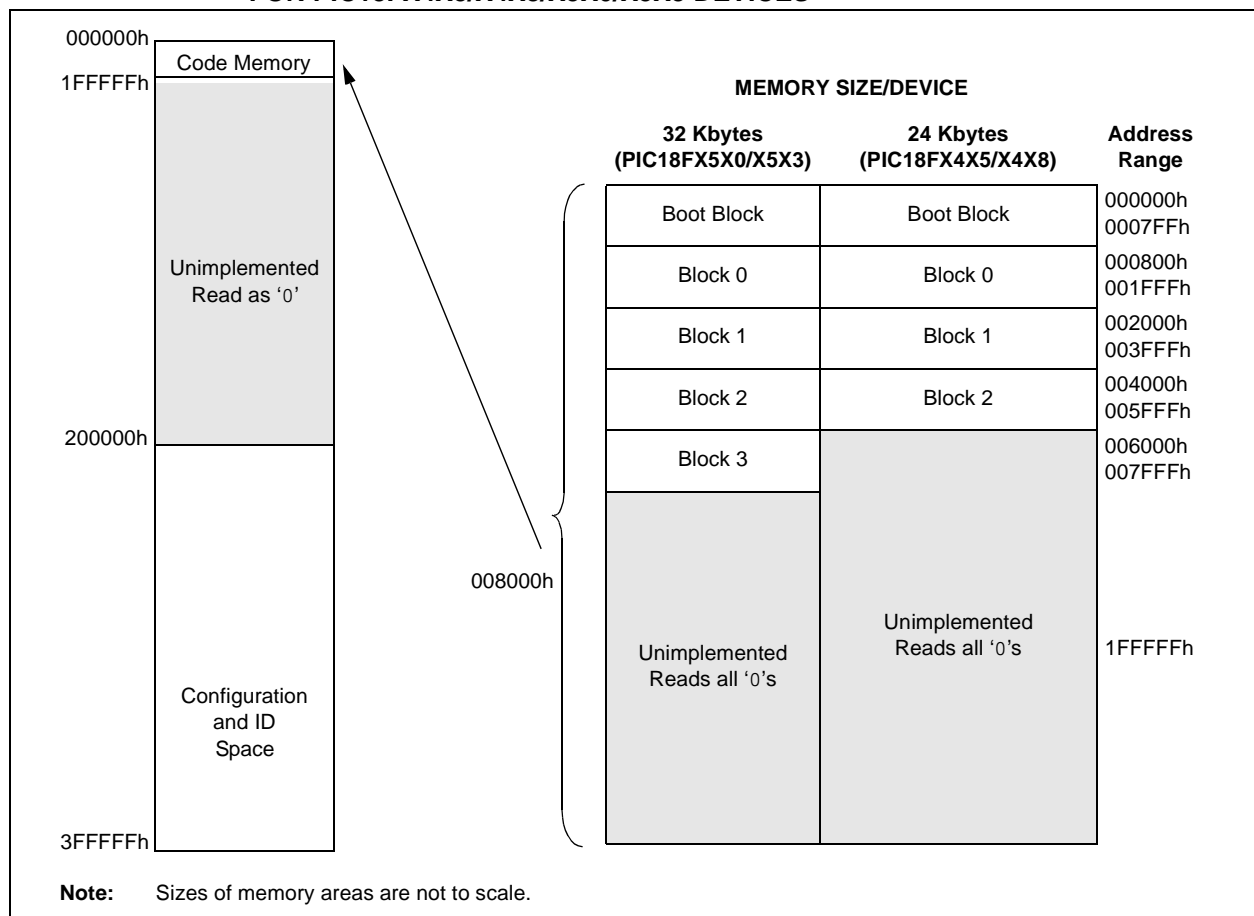 000000h
Code Memory
1FFFFFh
Unimplemented
Read as ‘0’
200000h
Configuration
and ID
Space
3FFFFFh
008000h
MEMORY SIZE/DEVICE
32 Kbytes
(PIC18FX5X0/X5X3)
24 Kbytes
(PIC18FX4X5/X4X8)
Address
Range
Boot Block
Boot Block
000000h
0007FFh
Block 0
Block 0
000800h
001FFFh
Block 1
Block 1
002000h
003FFFh
Block 2
Block 2
004000h
005FFFh
Block 3
006000h
007FFFh
Unimplemented
Reads all ‘0’s
Unimplemented
Reads all ‘0’s
1FFFFFh
Note: Sizes of memory areas are not to scale.